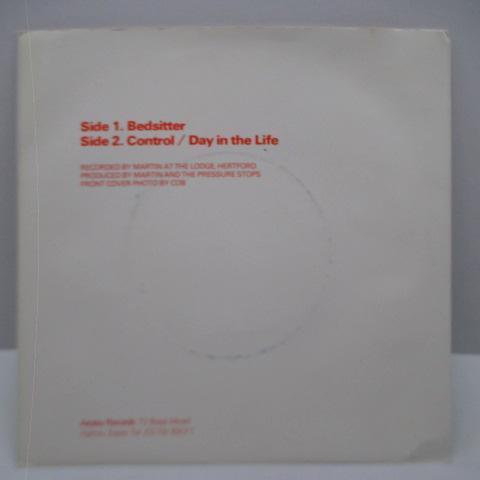 Side 1. Bedsitter
Side 2. Control / Day in the Life
RECORDED BY MARTIN AT THE LODGE, HERTFORD.
PRODUCED BY MARTIN AND THE PRESSURE STOPS
FRONT COVER PHOTO BY COB
Records